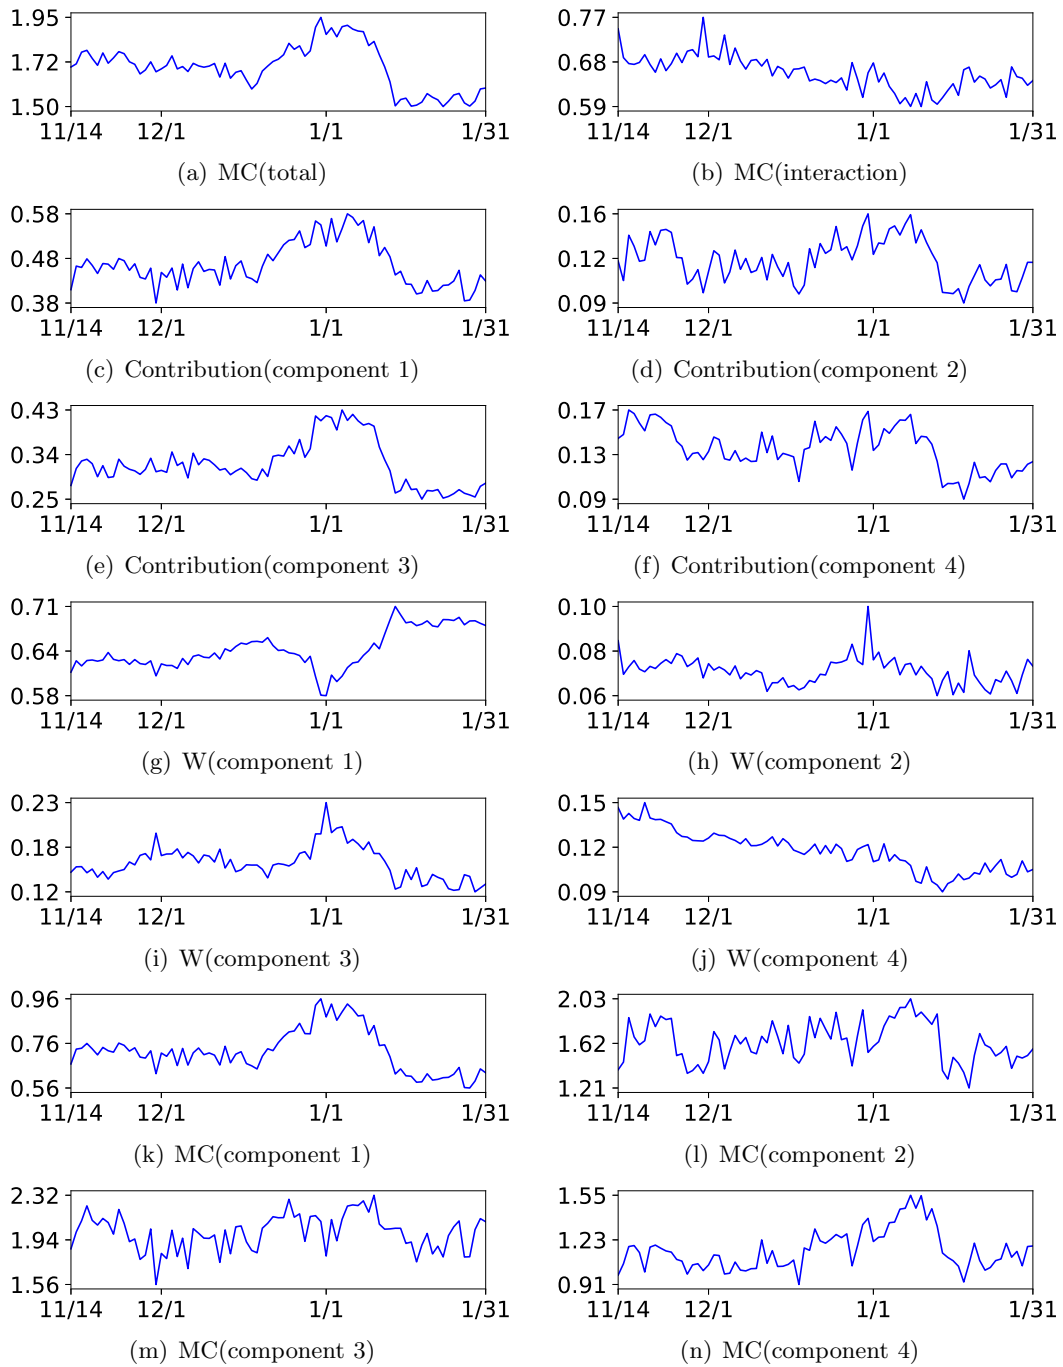 1.95
1.72
1.50
11/14 12/1 1/1 1/31
(a) MC(total)
0.77
0.68
0.59
11/14 12/1 1/1 1/31
(b) MC(interaction)
0.58
0.48
0.38
11/14 12/1 1/1 1/31
(c) Contribution(component 1)
0.16
0.12
0.09
11/14 12/1 1/1 1/31
(d) Contribution(component 2)
0.43
0.34
0.25
11/14 12/1 1/1 1/31
(e) Contribution(component 3)
0.17
0.13
0.09
11/14 12/1 1/1 1/31
(f) Contribution(component 4)
0.71
0.64
0.58
11/14 12/1 1/1 1/31
(g) W(component 1)
0.10
0.07
0.06
11/14 12/1 1/1 1/31
(h) W(component 2)
0.23
0.18
0.12
11/14 12/1 1/1 1/31
(i) W(component 3)
0.15
0.12
0.09
11/14 12/1 1/1 1/31
(j) W(component 4)
0.96
0.76
0.56
11/14 12/1 1/1 1/31
(k) MC(component 1)
2.03
1.62
1.21
11/14 12/1 1/1 1/31
(l) MC(component 2)
2.32
1.94
1.56
11/14 12/1 1/1 1/31
(m) MC(component 3)
1.55
1.23
0.91
11/14 12/1 1/1 1/31
(n) MC(component 4)